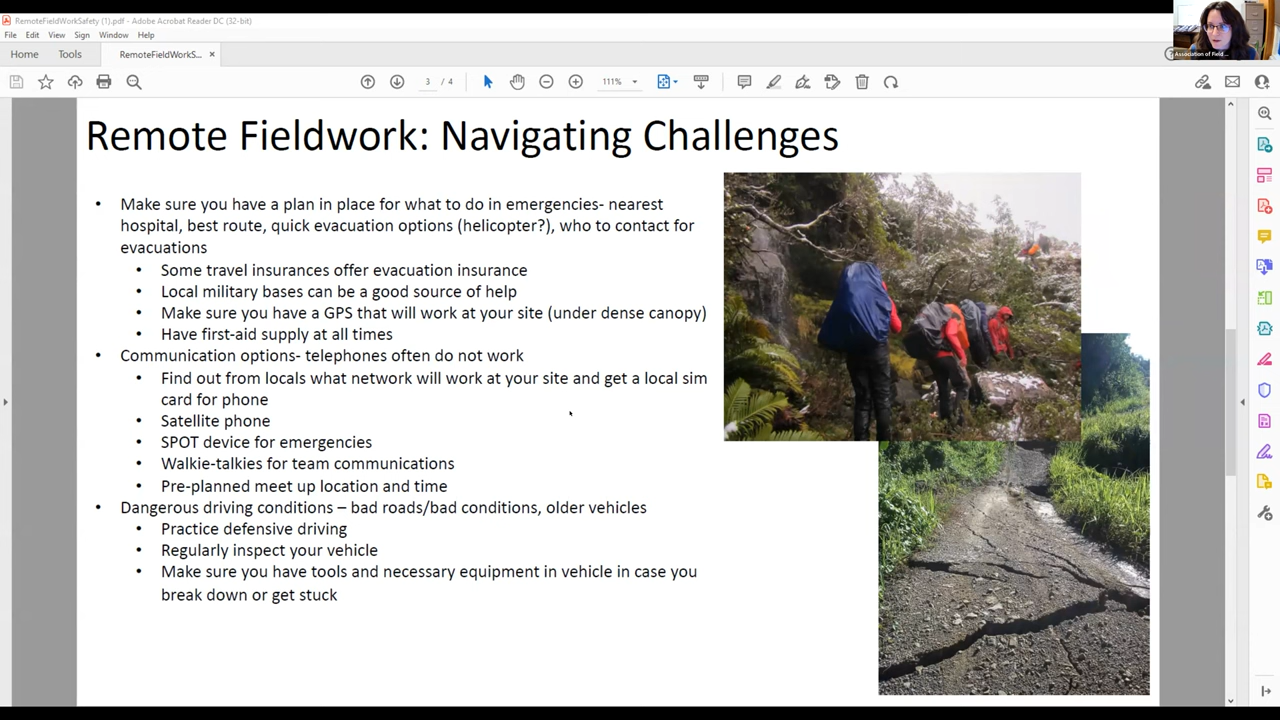 RemoteFieldWorkSafety (1).pdf - Adobe Acrobat Reader DC (32-bit)
File Edit View Sign Window Help
Home Tools RemoteFieldWorkS... ×
3 / 4 111%
Association of Field ...
Remote Fieldwork: Navigating Challenges
• Make sure you have a plan in place for what to do in emergencies- nearest
hospital, best route, quick evacuation options (helicopter?), who to contact for
evacuations
• Some travel insurances offer evacuation insurance
• Local military bases can be a good source of help
• Make sure you have a GPS that will work at your site (under dense canopy)
• Have first-aid supply at all times
• Communication options- telephones often do not work
• Find out from locals what network will work at your site and get a local sim
card for phone
• Satellite phone
• SPOT device for emergencies
• Walkie-talkies for team communications
• Pre-planned meet up location and time
• Dangerous driving conditions – bad roads/bad conditions, older vehicles
• Practice defensive driving
• Regularly inspect your vehicle
• Make sure you have tools and necessary equipment in vehicle in case you
break down or get stuck